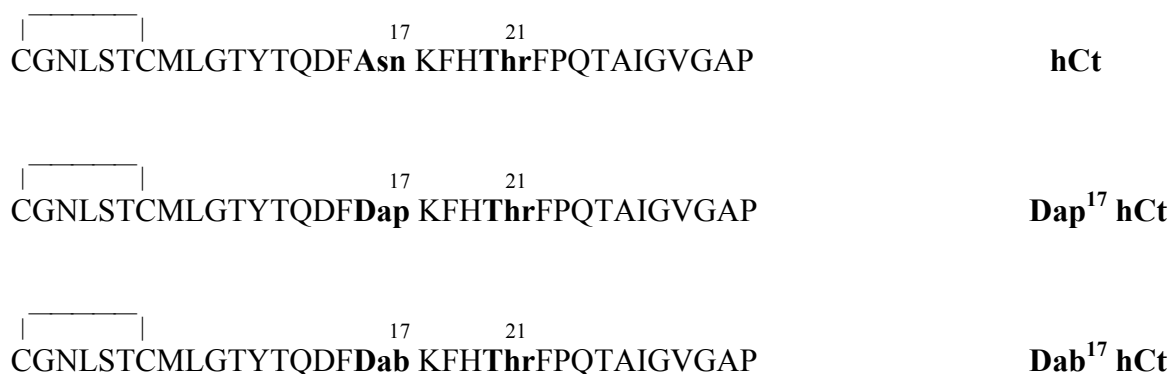 17 21
CGNLSTCMLGTYTQDFAsn KFHThrFPQTAIGVGAP hCt
17 21
CGNLSTCMLGTYTQDFDap KFHThrFPQTAIGVGAP Dap17 hCt
17 21
CGNLSTCMLGTYTQDFDab KFHThrFPQTAIGVGAP Dab17 hCt